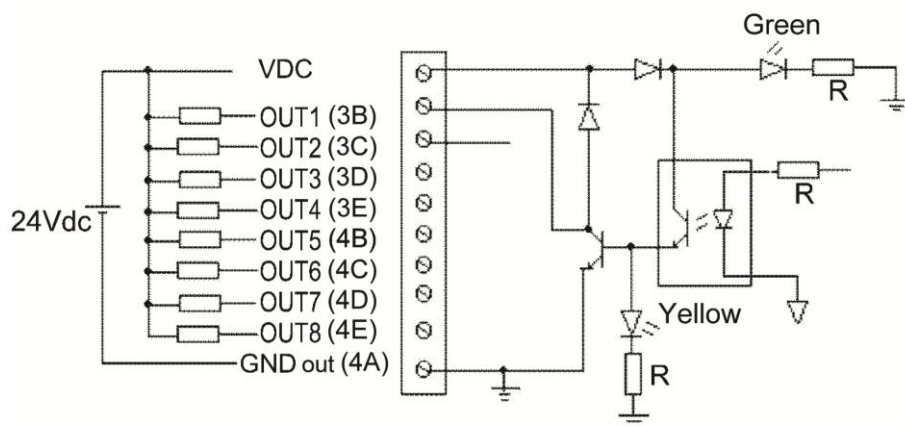 Green
VDC
R
OUT1 (3B)
OUT2 (3C)
OUT3 (3D)
R
OUT4 (3E)
24Vdc
OUT5 (4B)
OUT6 (4C)
OUT7 (4D)
Yellow
OUT8 (4E)
GND out (4A)
R